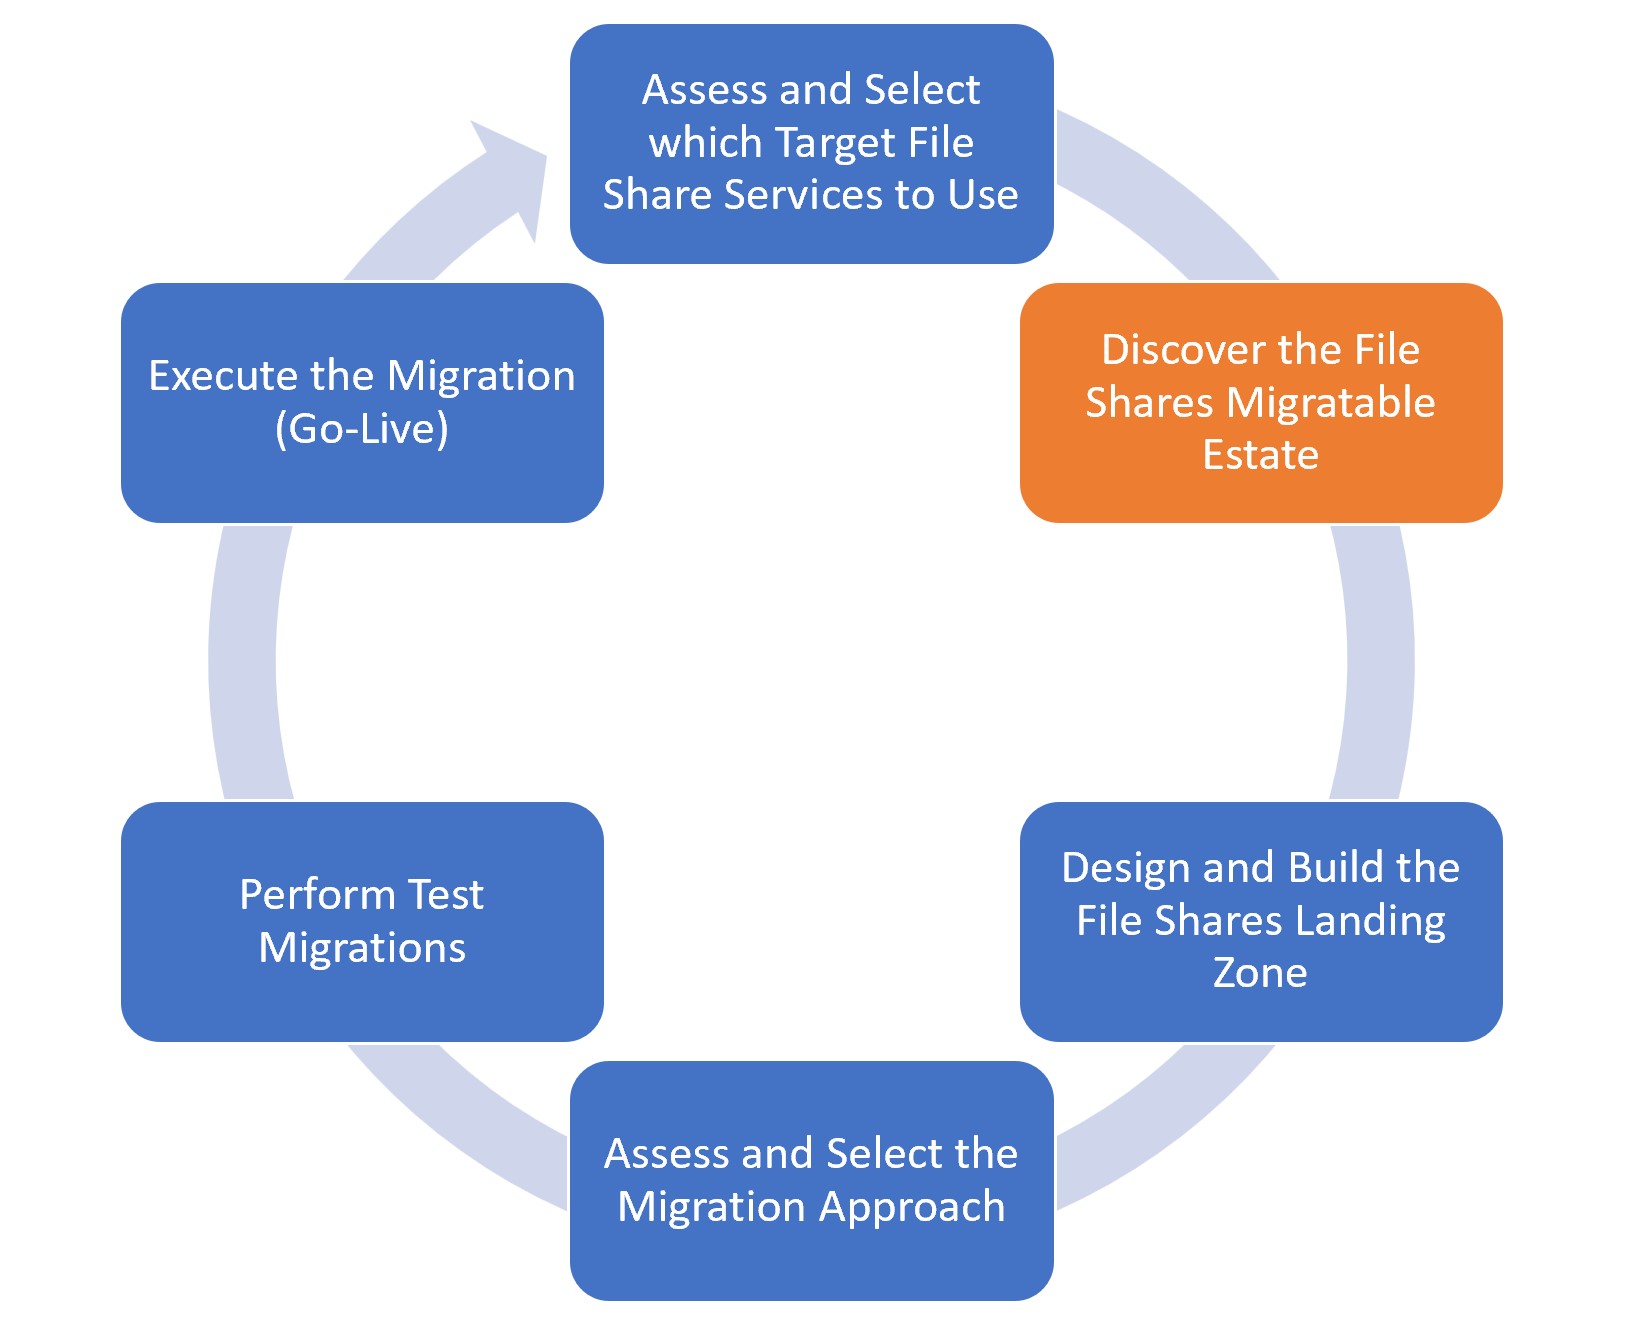 Assess and Select
which Target File
Share Services to Use
Discover the File
Shares Migratable
Estate
Design and Build the
File Shares Landing
Zone
Assess and Select the
Migration Approach
Perform Test
Migrations
Execute the Migration
(Go-Live)